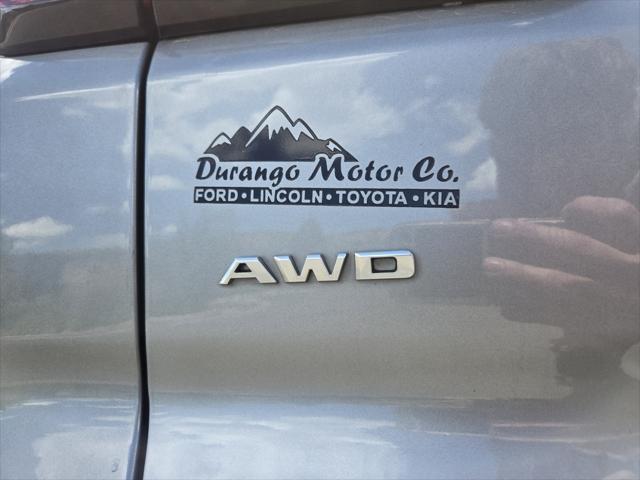 Durango Motor Co.
FORD • LINCOLN • TOYOTA • KIA
AWD